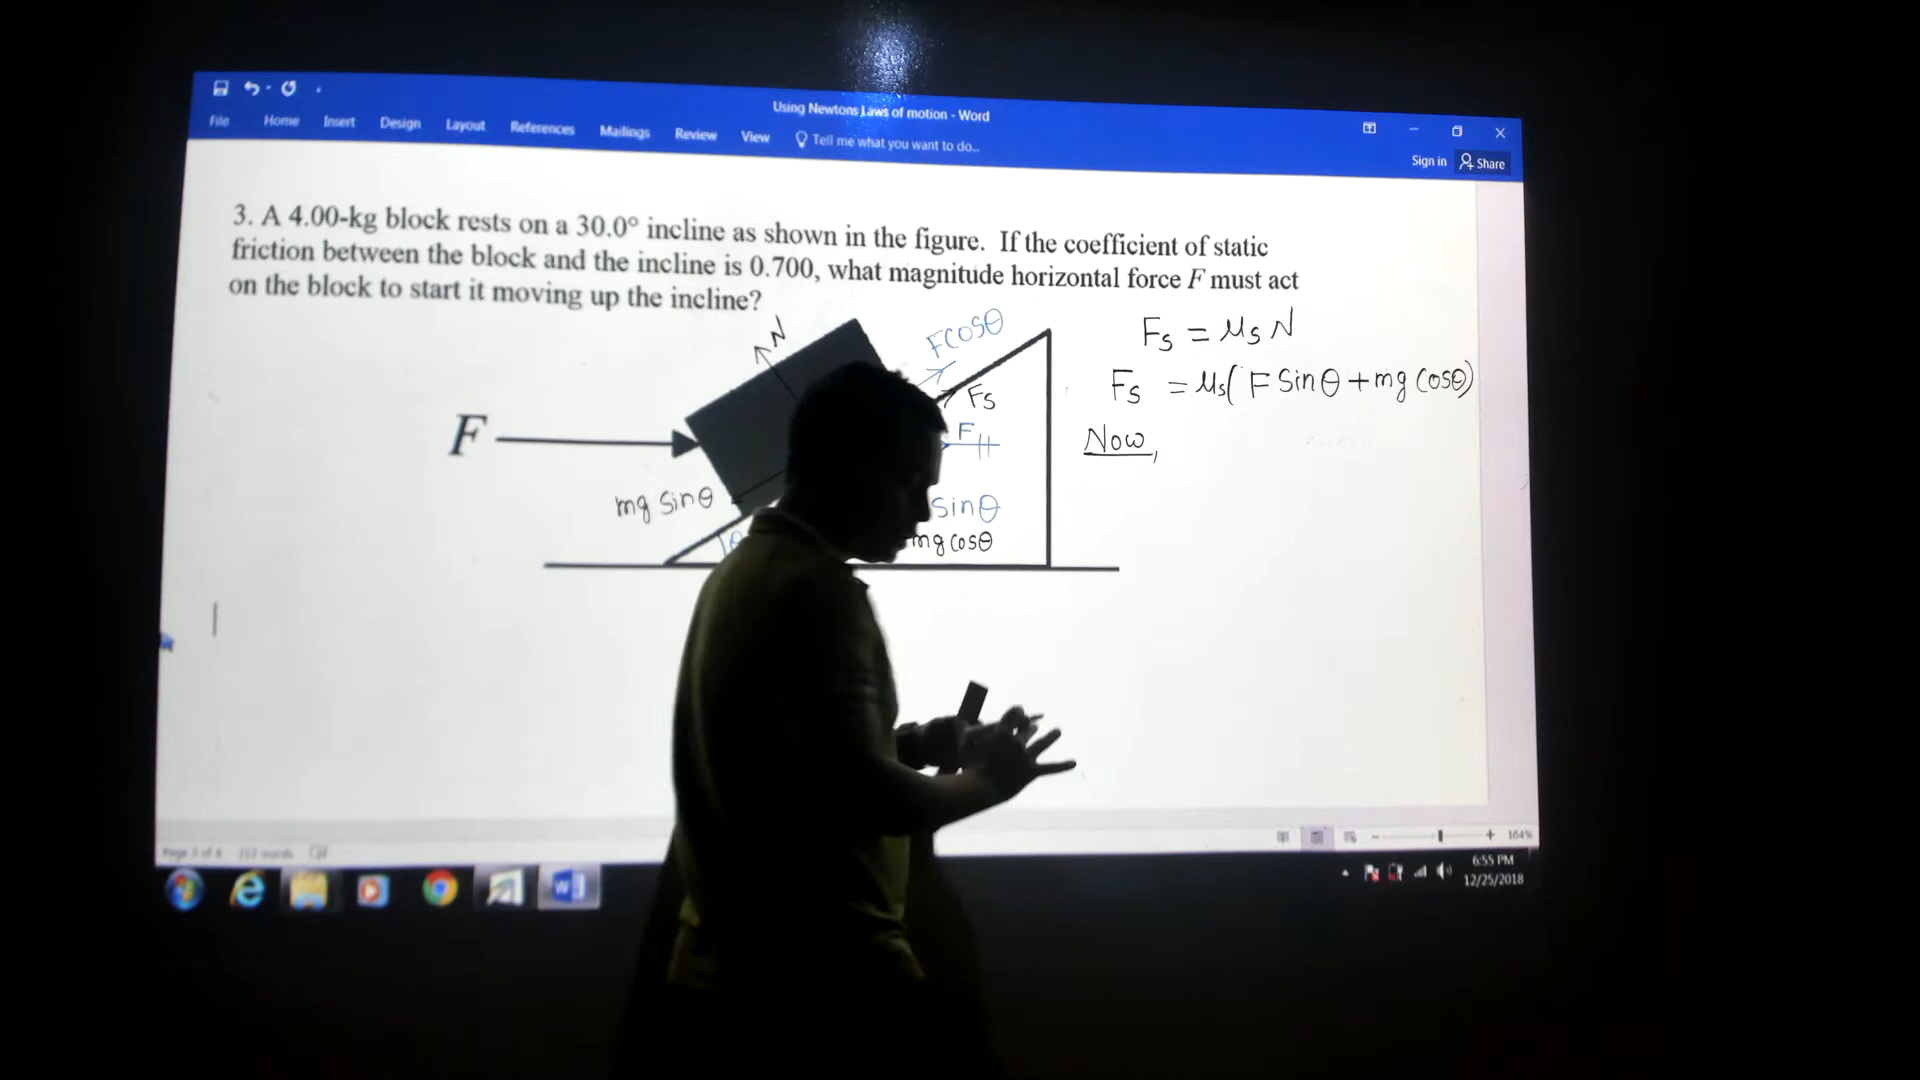 Using Newtons Laws of motion - Word
File Home Insert Design Layout References Mailings Review View Tell me what you want to do...
Sign in Share
3. A 4.00-kg block rests on a 30.0° incline as shown in the figure. If the coefficient of static
friction between the block and the incline is 0.700, what magnitude horizontal force F must act
on the block to start it moving up the incline?
N
Fcosθ
Fs = μs N
Fs
Fs = μs( F Sinθ + mg Cosθ)
F
F
Now,
mg Sinθ
sinθ
θ
mg cosθ
164%
6:55 PM
12/25/2018